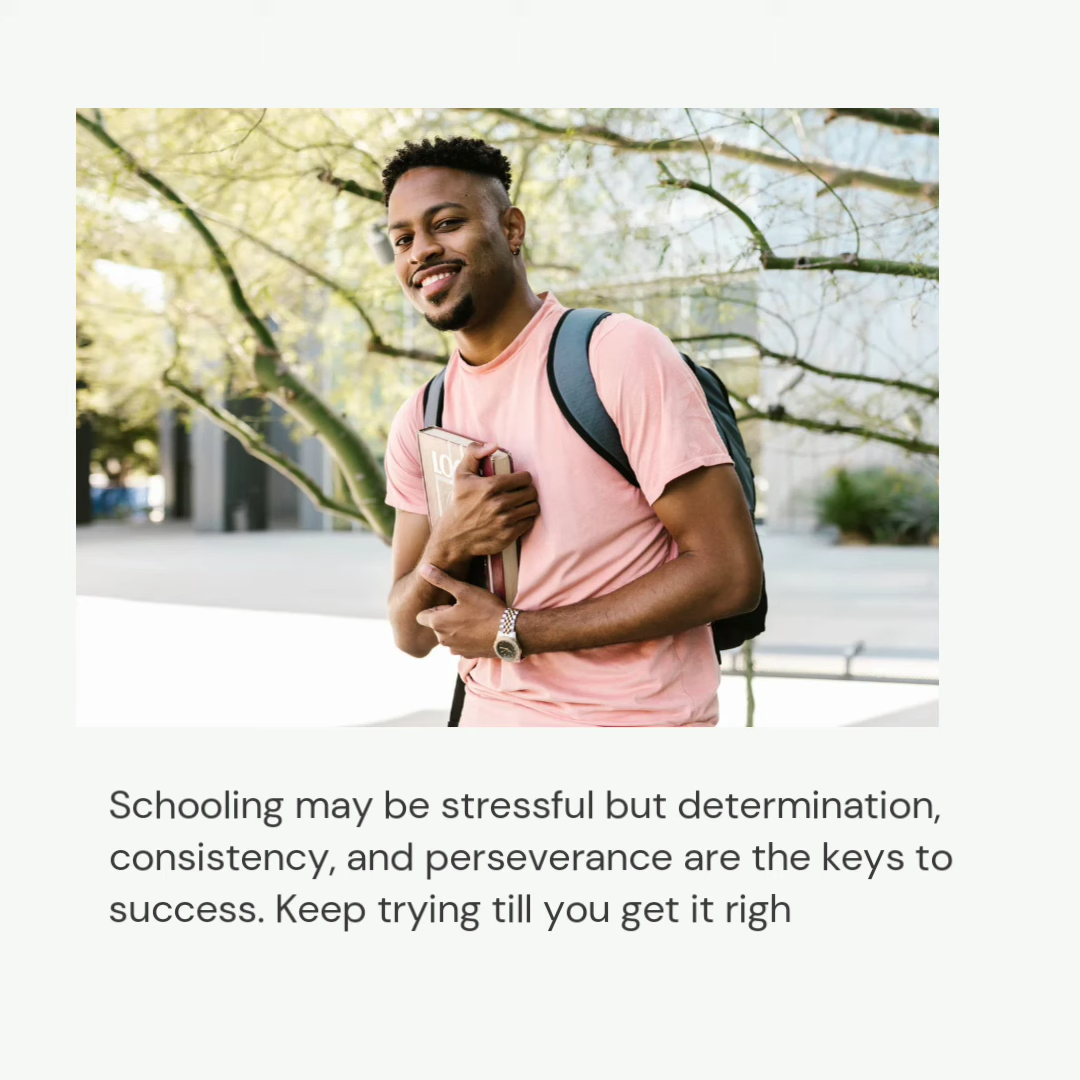 LO
Schooling may be stressful but determination,
consistency, and perseverance are the keys to
success. Keep trying till you get it righ